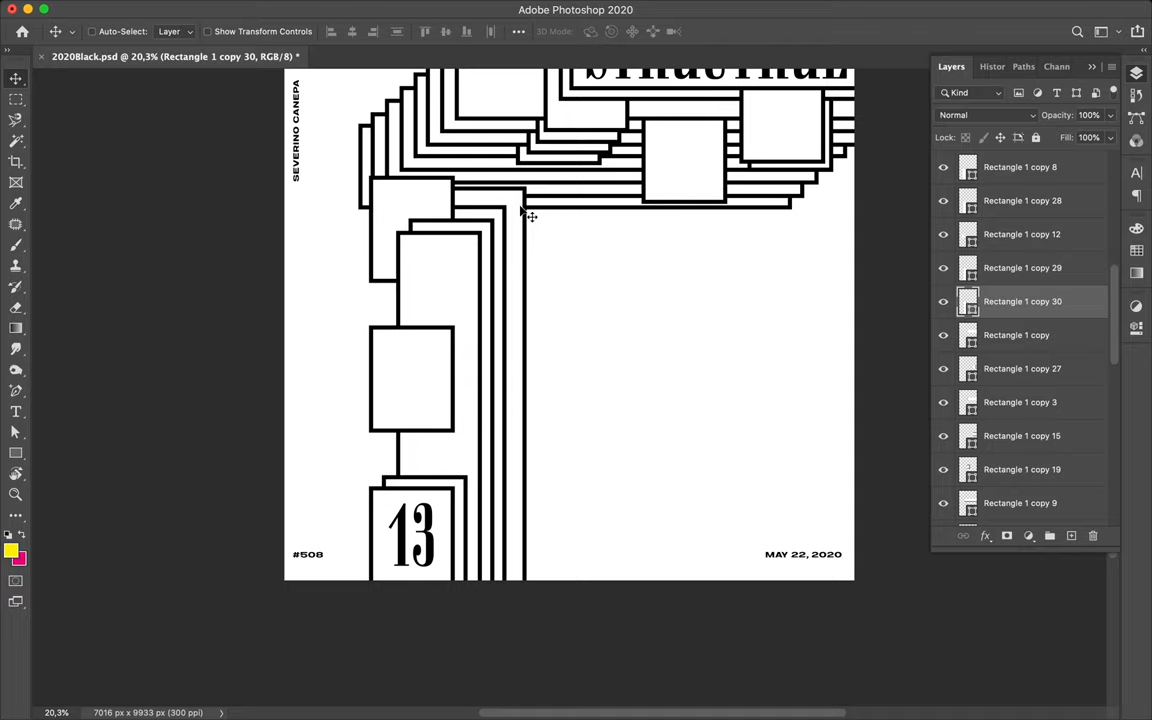 Adobe Photoshop 2020
Auto-Select:
Layer
Show Transform Controls
3D Mode:
2020Black.psd @ 20,3% (Rectangle 1 copy 30, RGB/8) *
SEVERINO CANEPA
13
#508
MAY 22, 2020
Layers
Histor
Paths
Chann
Kind
Normal
Opacity: 100%
Lock:
Fill: 100%
Rectangle 1 copy 8
Rectangle 1 copy 28
Rectangle 1 copy 12
Rectangle 1 copy 29
Rectangle 1 copy 30
Rectangle 1 copy
Rectangle 1 copy 27
Rectangle 1 copy 3
Rectangle 1 copy 15
Rectangle 1 copy 19
Rectangle 1 copy 9
20,3%
7016 px x 9933 px (300 ppi)